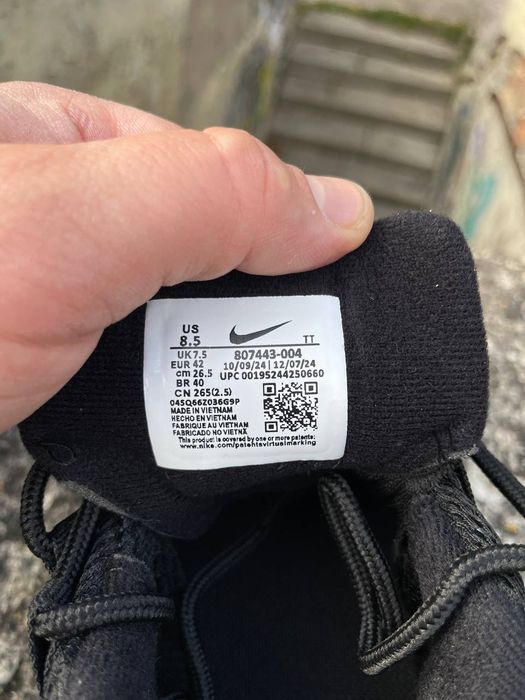 US
8.5
TT
UK 7.5 807443-004
EUR 42 10/09/24 | 12/07/24
cm 26.5 UPC 00195244250660
BR 40
CN 265(2.5)
045Q66Z036G9P
MADE IN VIETNAM
HECHO EN VIETNAM
FABRIQUE AU VIETNAM
FABRICADO NO VIETNÃ
This product is covered by one or more patents:
www.nike.com/patehtsvirtualmarking